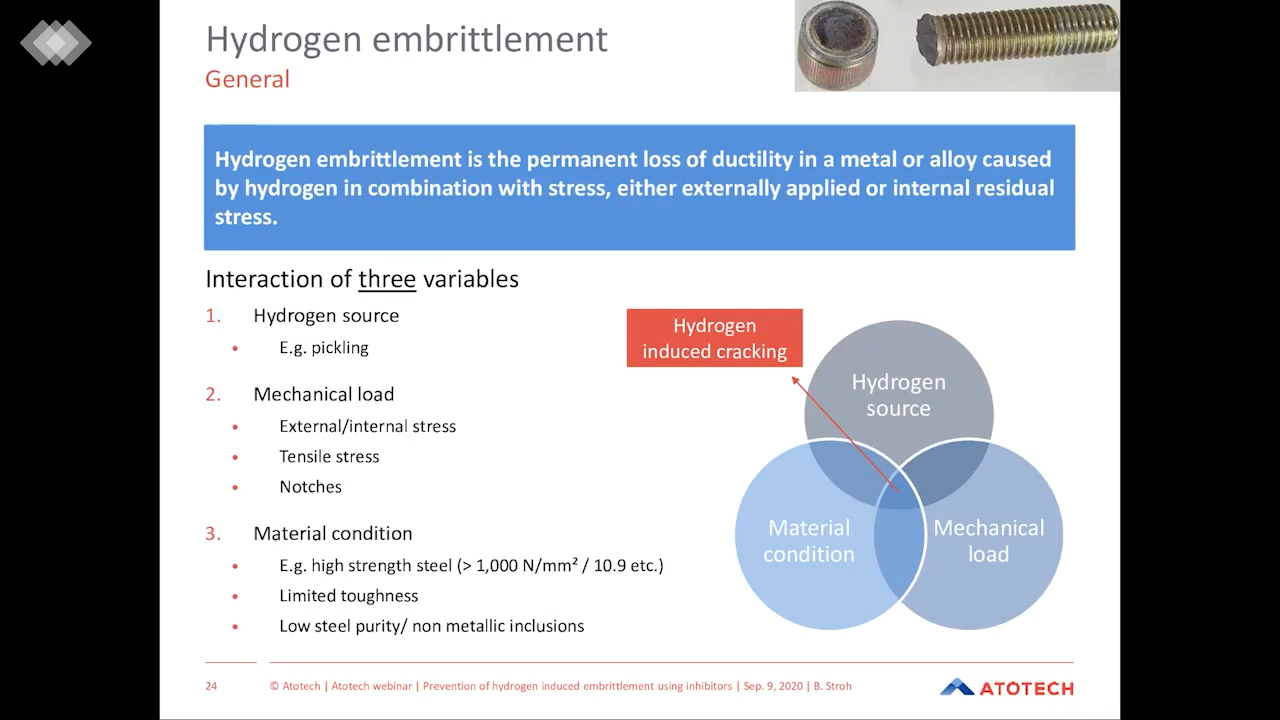 Hydrogen embrittlement
General
Hydrogen embrittlement is the permanent loss of ductility in a metal or alloy caused
by hydrogen in combination with stress, either externally applied or internal residual
stress.
Interaction of three variables
1. Hydrogen source
• E.g. pickling
2. Mechanical load
• External/internal stress
• Tensile stress
• Notches
3. Material condition
• E.g. high strength steel (> 1,000 N/mm² / 10.9 etc.)
• Limited toughness
• Low steel purity/ non metallic inclusions
Hydrogen
induced cracking
Hydrogen
source
Material
condition
Mechanical
load
24
© Atotech | Atotech webinar | Prevention of hydrogen induced embrittlement using inhibitors | Sep. 9, 2020 | B. Stroh
ATOTECH